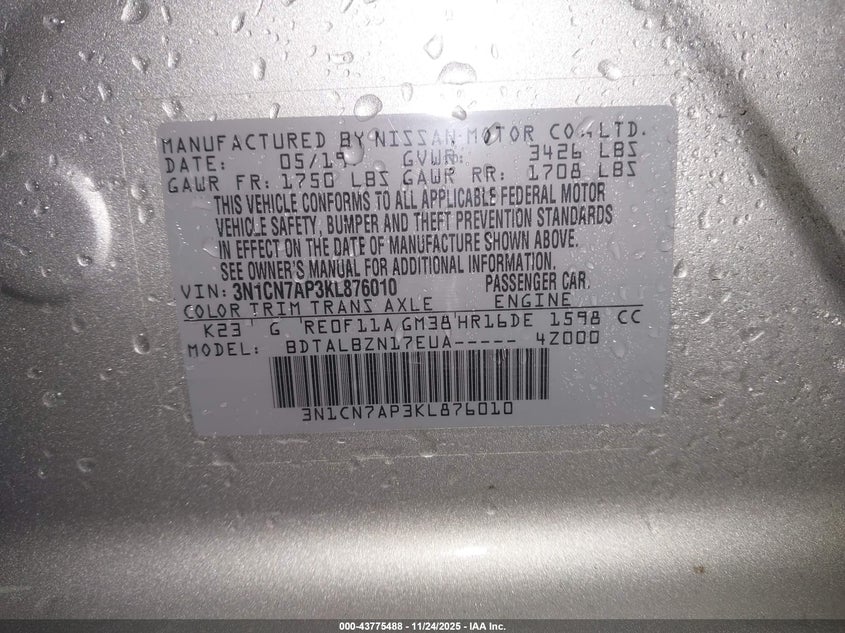 MANUFACTURED BY NISSAN MOTOR CO., LTD.
DATE: 05/19 GVWR: 3426 LBS
GAWR FR: 1750 LBS GAWR RR: 1708 LBS
THIS VEHICLE CONFORMS TO ALL APPLICABLE FEDERAL MOTOR
VEHICLE SAFETY, BUMPER AND THEFT PREVENTION STANDARDS
IN EFFECT ON THE DATE OF MANUFACTURE SHOWN ABOVE.
SEE OWNER'S MANUAL FOR ADDITIONAL INFORMATION.
VIN: 3N1CN7AP3KL876010 PASSENGER CAR
COLOR TRIM TRANS AXLE ENGINE
K23 G RE0F11A GM38 HR16DE 1598 CC
MODEL: BDTALBZN17EUA----- 4Z000
3N1CN7AP3KL876010
000-43775488 - 11/24/2025 - IAA Inc.